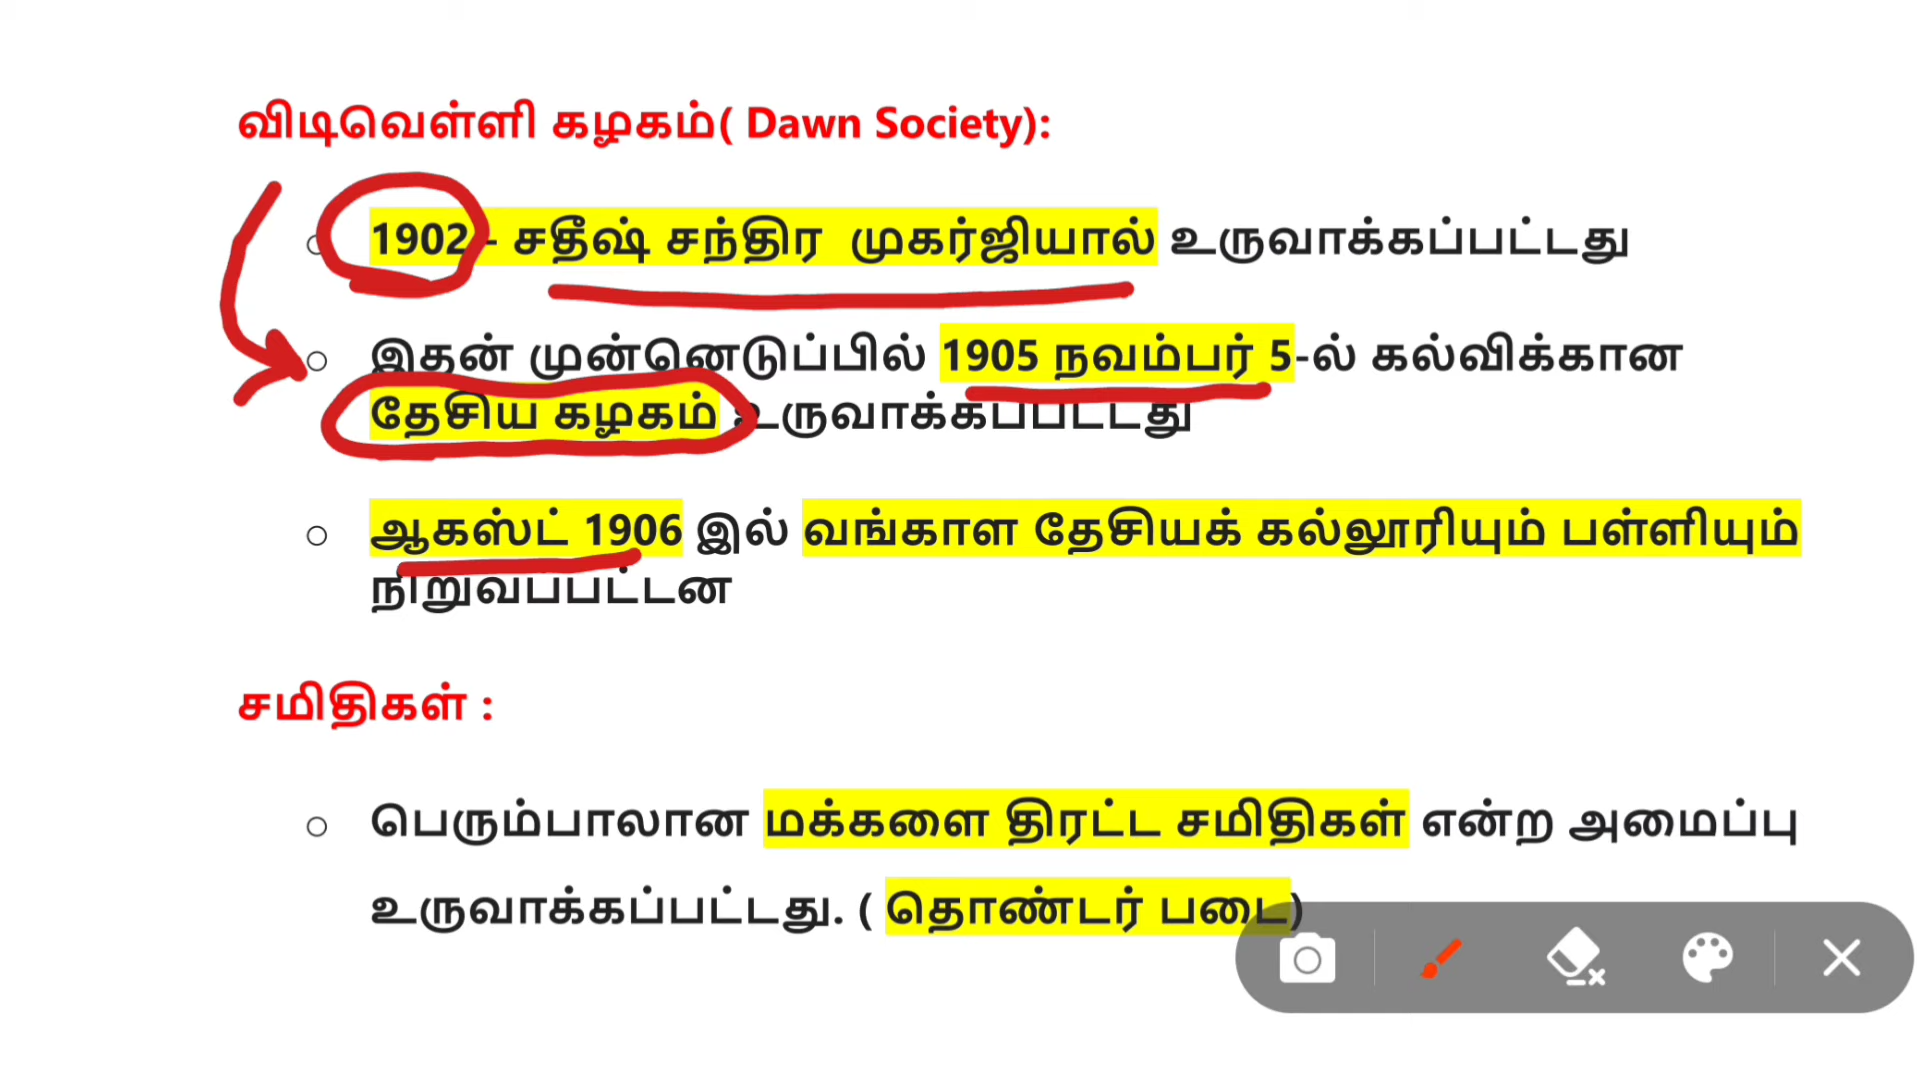 விடிவெள்ளி கழகம்( Dawn Society):
1902 - சதீஷ் சந்திர முகர்ஜியால் உருவாக்கப்பட்டது
இதன் முன்னெடுப்பில் 1905 நவம்பர் 5-ல் கல்விக்கான
தேசிய கழகம் உருவாக்கப்பட்டது
ஆகஸ்ட் 1906 இல் வங்காள தேசியக் கல்லூரியும் பள்ளியும்
நிறுவப்பட்டன
சமிதிகள் :
பெரும்பாலான மக்களை திரட்ட சமிதிகள் என்ற அமைப்பு
உருவாக்கப்பட்டது. ( தொண்டர் படை)